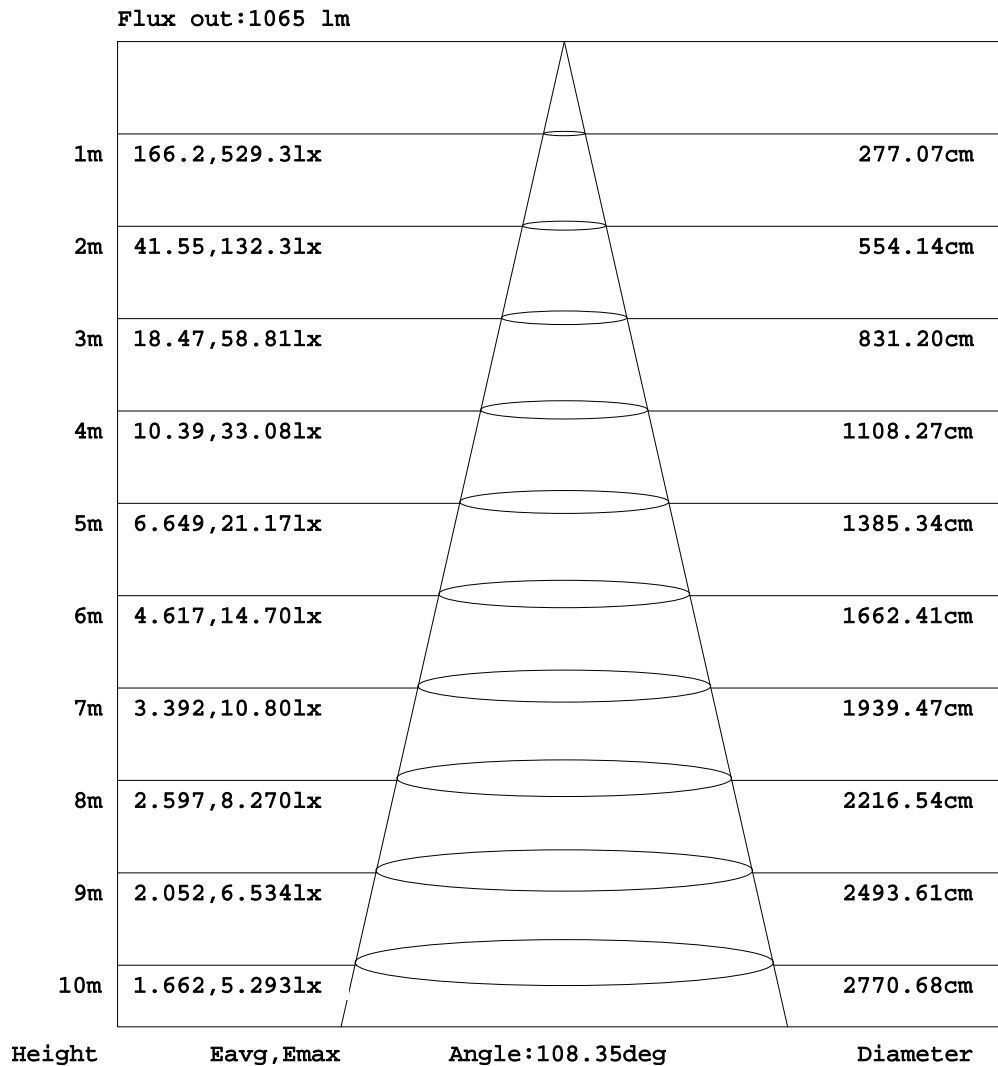 Flux out:1065 lm
1m 166.2,529.3lx 277.07cm
2m 41.55,132.3lx 554.14cm
3m 18.47,58.81lx 831.20cm
4m 10.39,33.08lx 1108.27cm
5m 6.649,21.17lx 1385.34cm
6m 4.617,14.70lx 1662.41cm
7m 3.392,10.80lx 1939.47cm
8m 2.597,8.270lx 2216.54cm
9m 2.052,6.534lx 2493.61cm
10m 1.662,5.293lx 2770.68cm
Height Eavg,Emax Angle:108.35deg Diameter